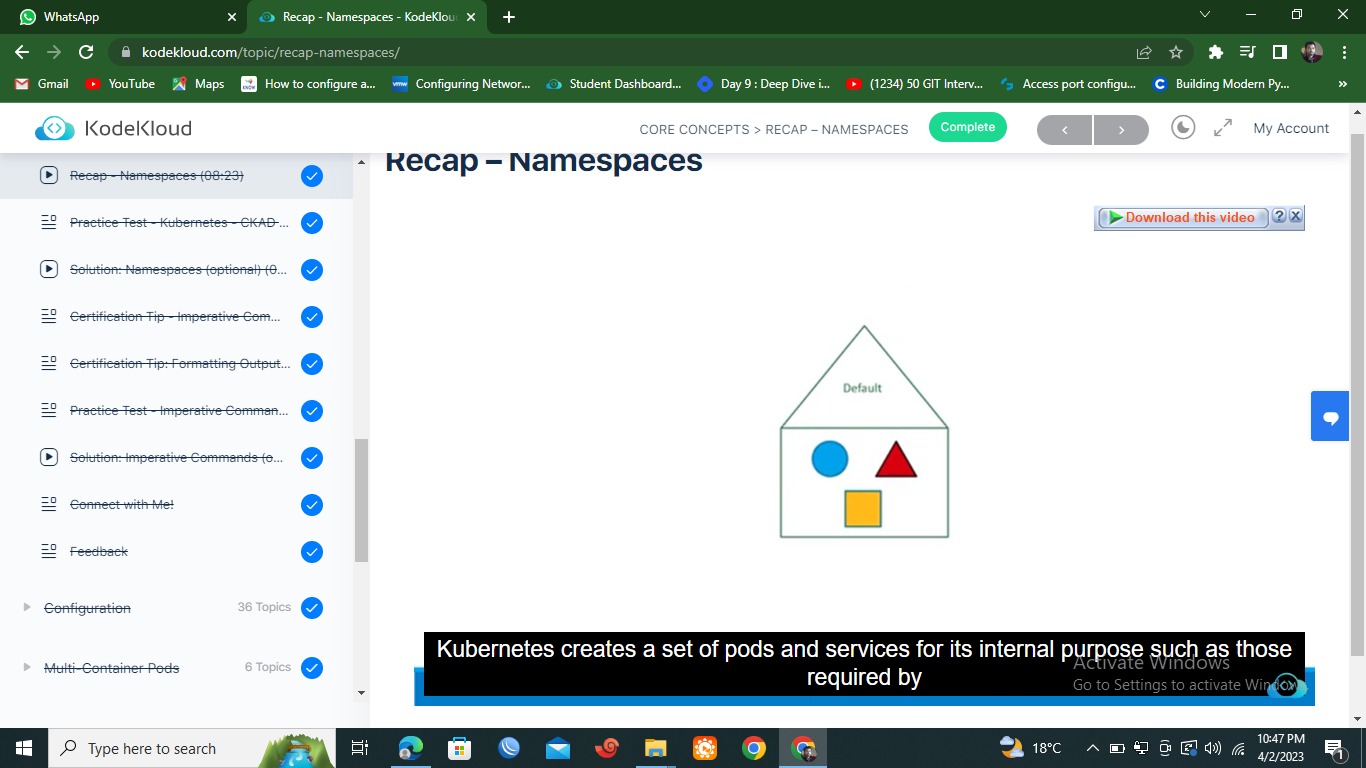 WhatsApp
Recap - Namespaces - KodeKlou
kodekloud.com/topic/recap-namespaces/
Gmail
YouTube
Maps
How to configure a...
Configuring Networ...
Student Dashboard...
Day 9 : Deep Dive i...
(1234) 50 GIT Interv...
Access port configu...
Building Modern Py...
KodeKloud
CORE CONCEPTS > RECAP – NAMESPACES
Complete
My Account
Recap - Namespaces (08:23)
Practice Test - Kubernetes - CKAD ...
Solution: Namespaces (optional) (0...
Certification Tip - Imperative Com...
Certification Tip: Formatting Output...
Practice Test - Imperative Comman...
Solution: Imperative Commands (o...
Connect with Me!
Feedback
Configuration
36 Topics
Multi-Container Pods
6 Topics
Recap – Namespaces
Download this video
Default
Kubernetes creates a set of pods and services for its internal purpose such as those
required by
Activate Windows
Go to Settings to activate Windows.
Type here to search
18°C
10:47 PM
4/2/2023
1